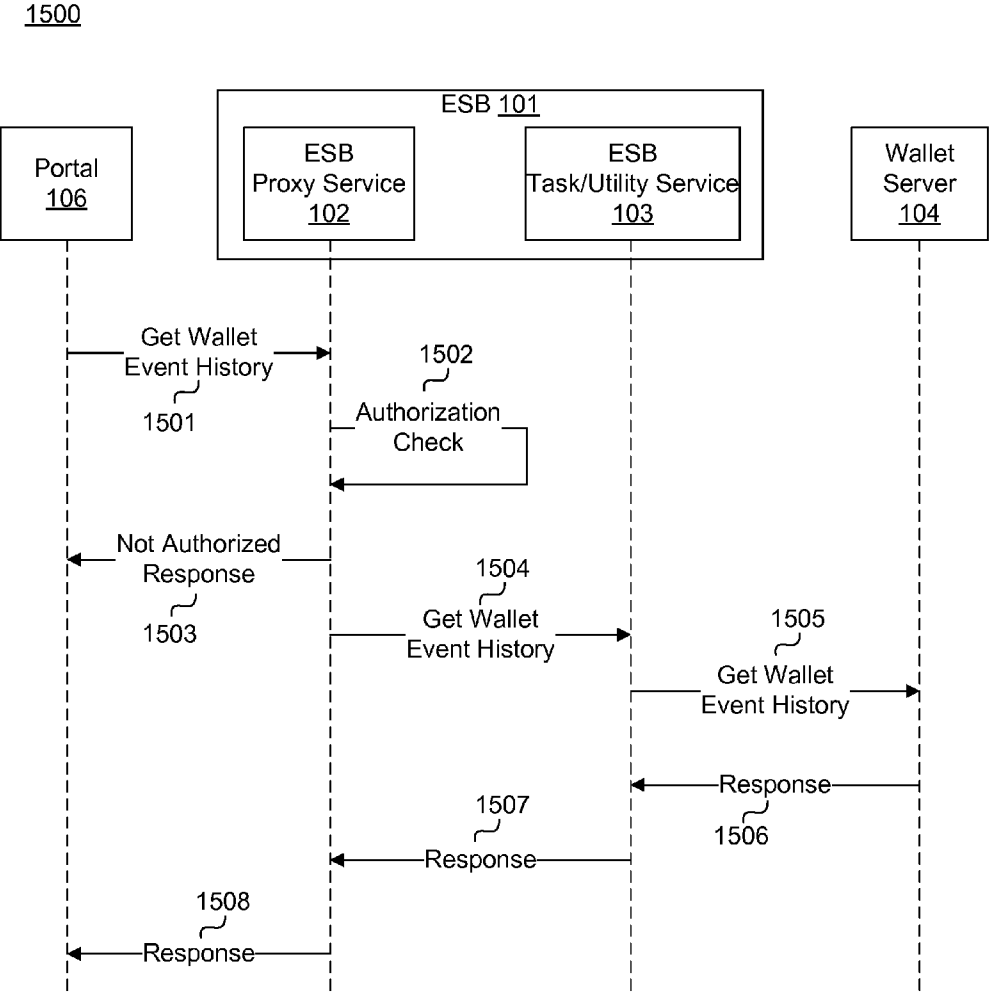 1500
ESB 101
Portal
106
ESB
Proxy Service
102
ESB
Task/Utility Service
103
Wallet
Server
104
Get Wallet
Event History
1501
1502
Authorization
Check
Not Authorized
Response
1503
1504
Get Wallet
Event History
1505
Get Wallet
Event History
Response
1506
1507
Response
1508
Response